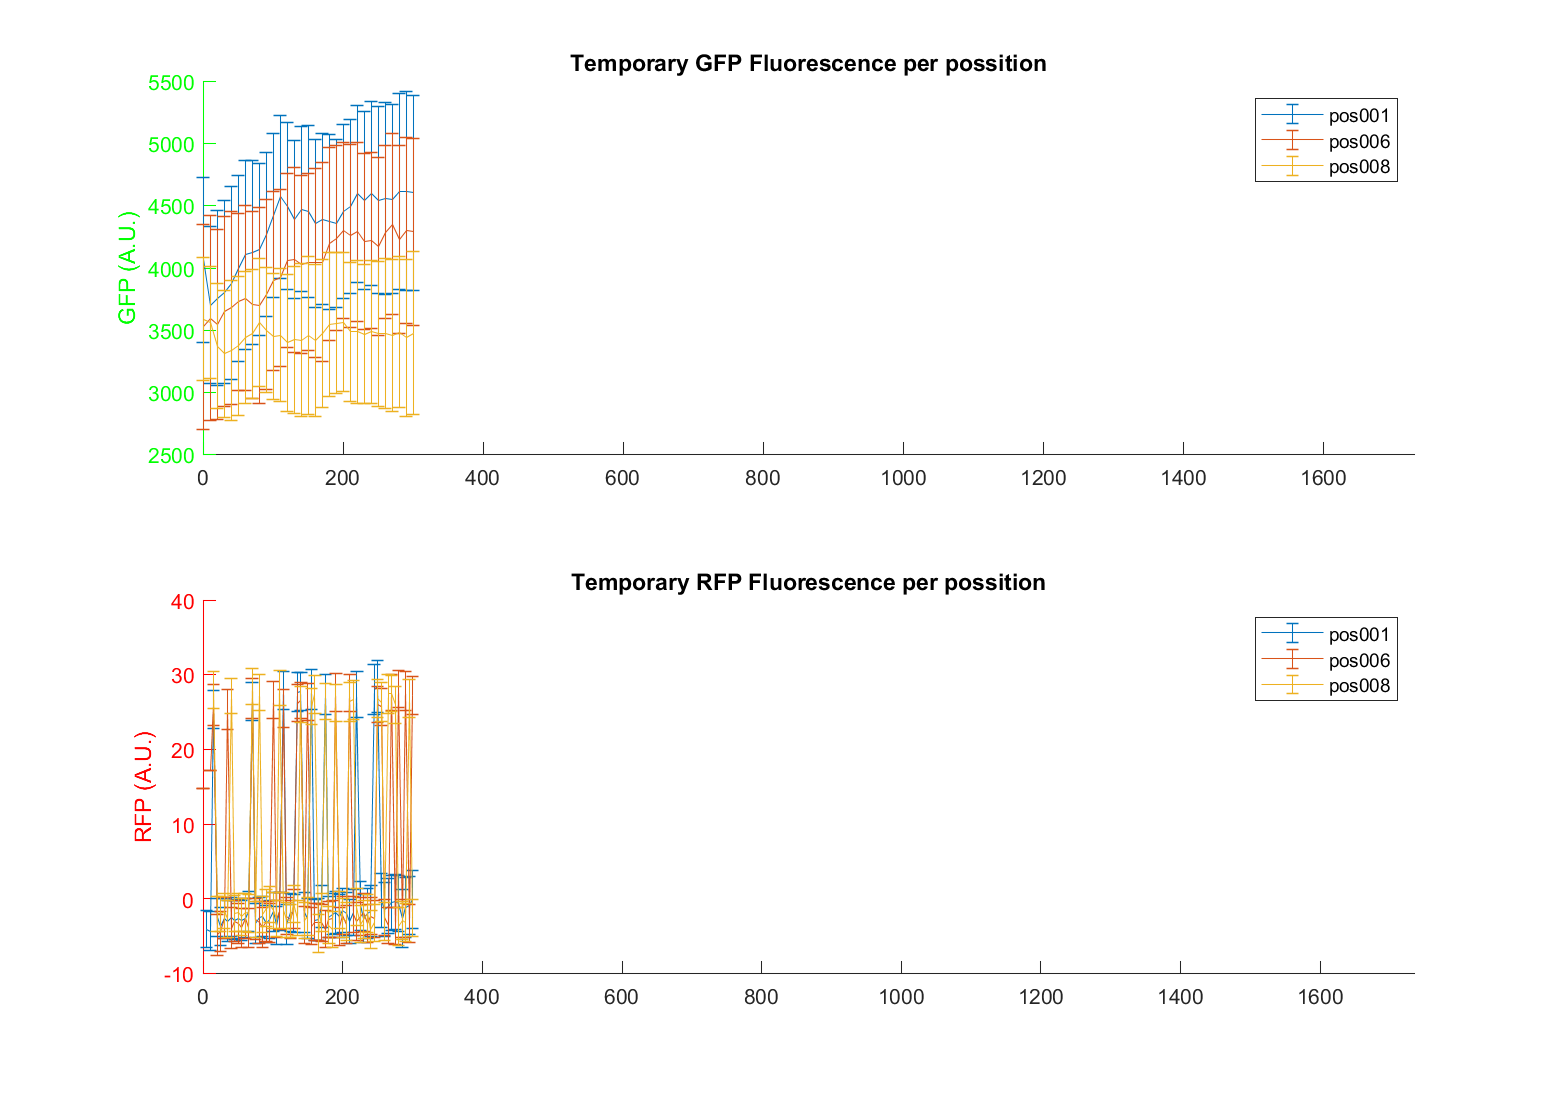 Temporary GFP Fluorescence per possition
5500
5000
4500
4000
3500
3000
2500
GFP (A.U.)
pos001
pos006
pos008
0 200 400 600 800 1000 1200 1400 1600
Temporary RFP Fluorescence per possition
40
30
20
10
0
-10
RFP (A.U.)
pos001
pos006
pos008
0 200 400 600 800 1000 1200 1400 1600